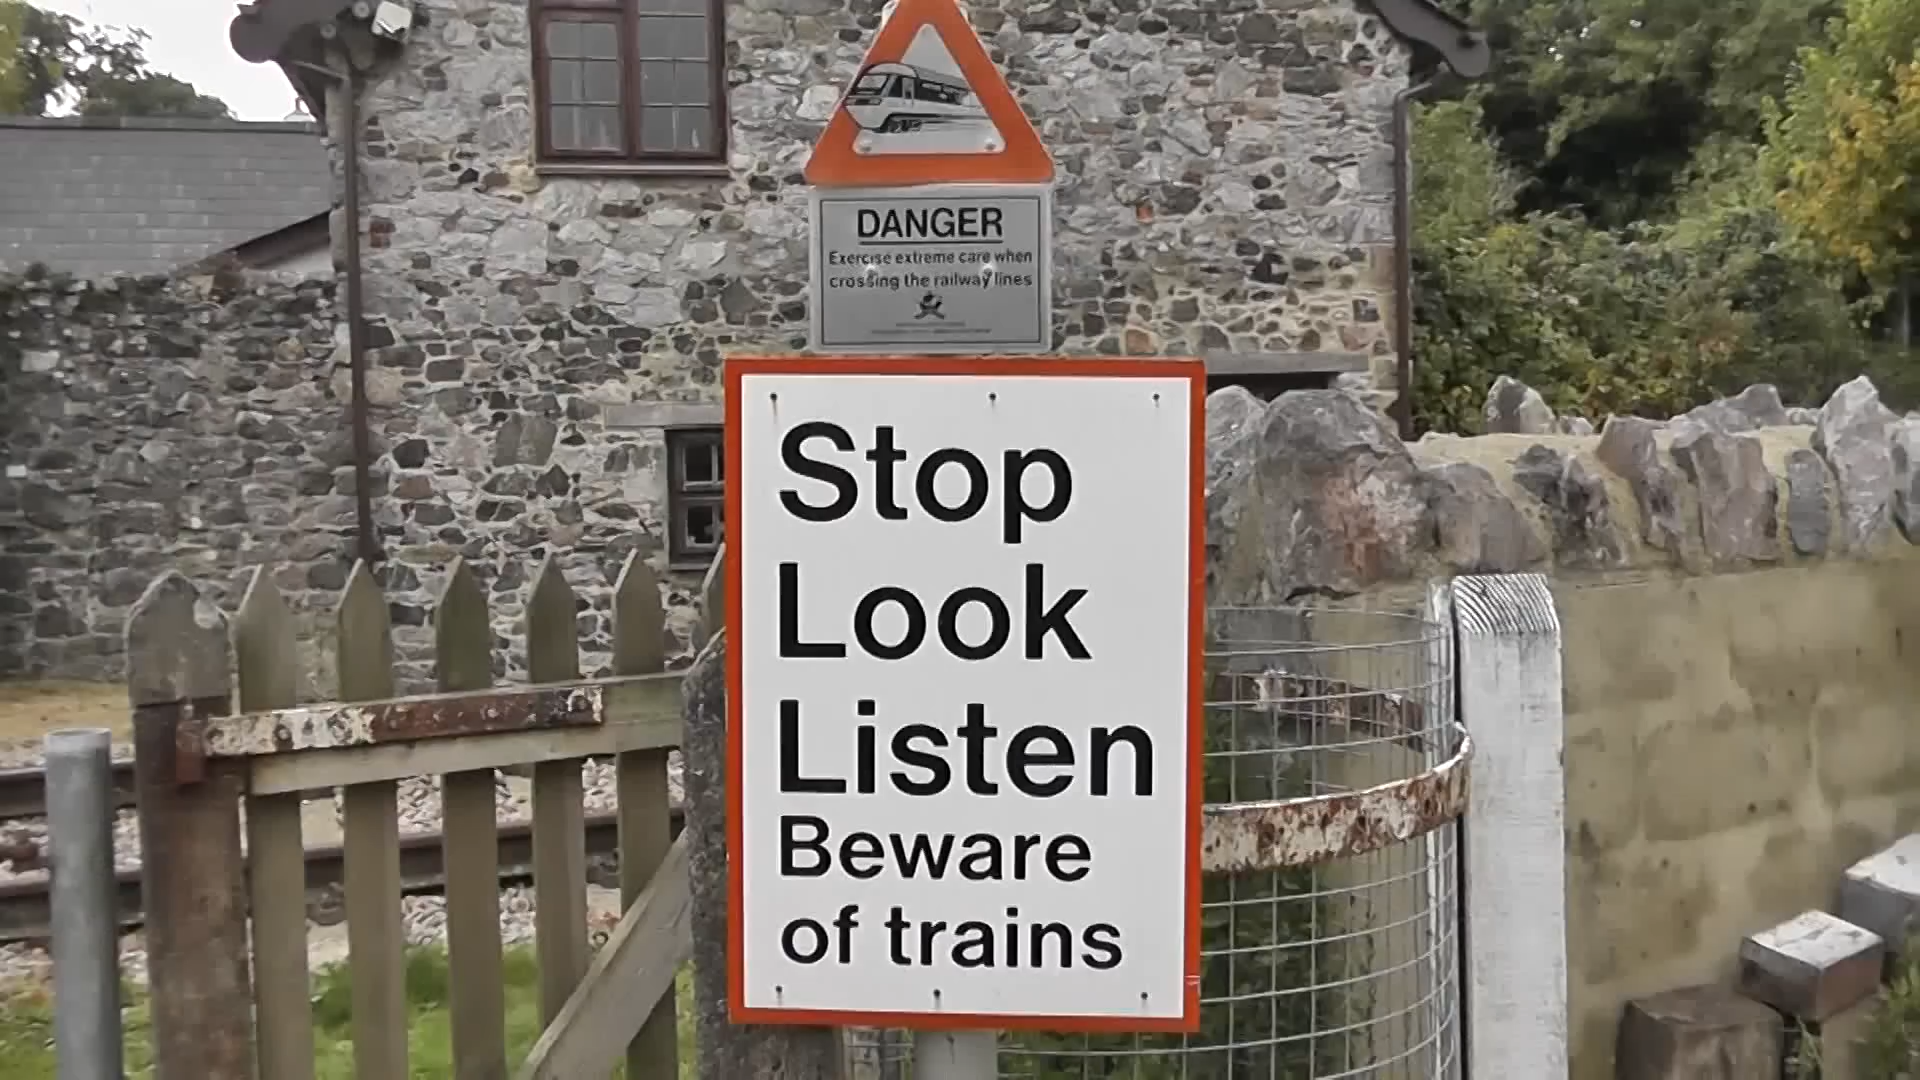 DANGER
Exercise extreme care when
crossing the railway lines
Stop
Look
Listen
Beware
of trains